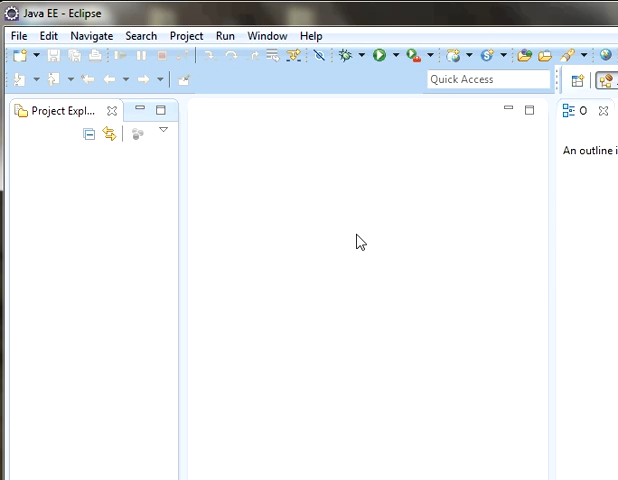 Java EE - Eclipse
File Edit Navigate Search Project Run Window Help
Quick Access
Project Expl...
O
An outline i